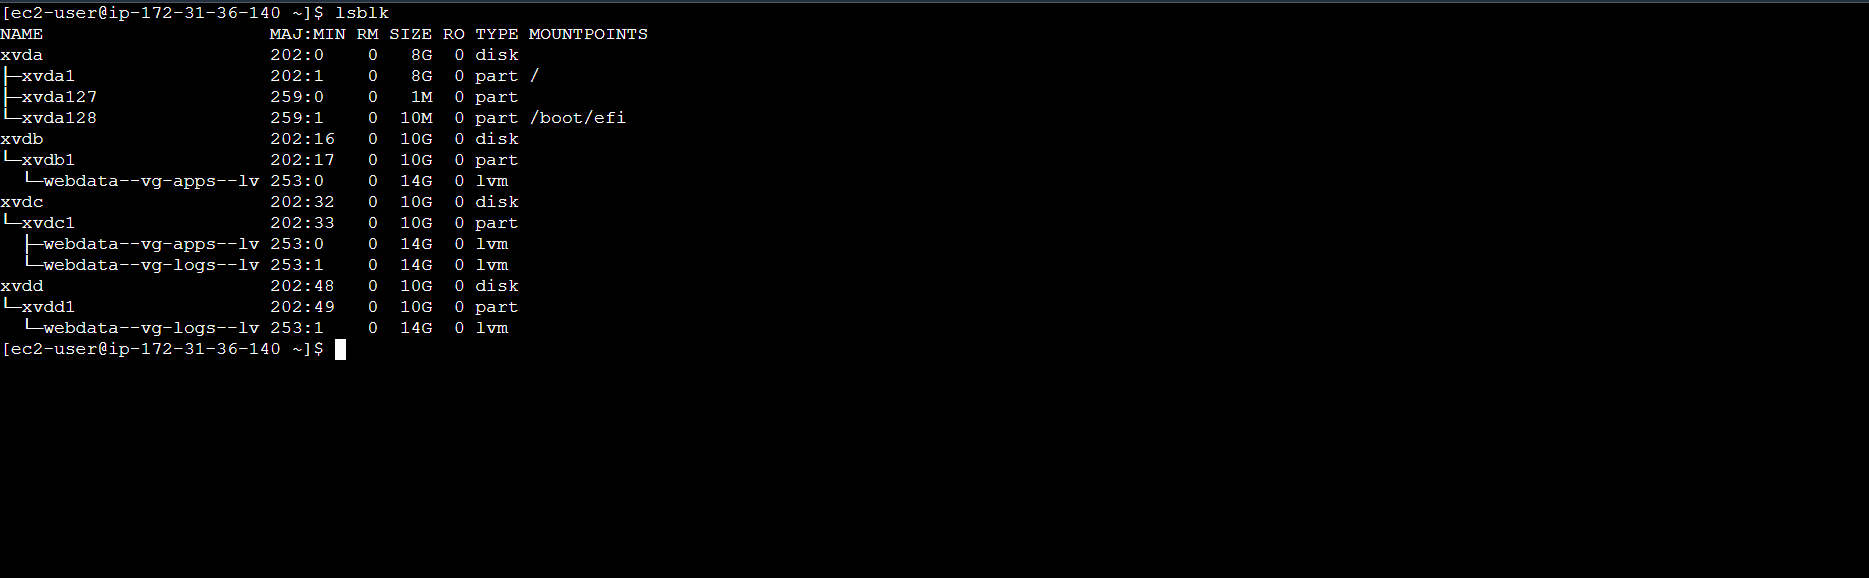 [ec2-user@ip-172-31-36-140 ~]$ lsblk
NAME                     MAJ:MIN RM SIZE RO TYPE MOUNTPOINTS
xvda                     202:0    0   8G  0 disk
├─xvda1                  202:1    0   8G  0 part /
├─xvda127                259:0    0   1M  0 part
└─xvda128                259:1    0  10M  0 part /boot/efi
xvdb                     202:16   0  10G  0 disk
└─xvdb1                  202:17   0  10G  0 part
  └─webdata--vg-apps--lv 253:0    0  14G  0 lvm
xvdc                     202:32   0  10G  0 disk
└─xvdc1                  202:33   0  10G  0 part
  ├─webdata--vg-apps--lv 253:0    0  14G  0 lvm
  └─webdata--vg-logs--lv 253:1    0  14G  0 lvm
xvdd                     202:48   0  10G  0 disk
└─xvdd1                  202:49   0  10G  0 part
  └─webdata--vg-logs--lv 253:1    0  14G  0 lvm
[ec2-user@ip-172-31-36-140 ~]$